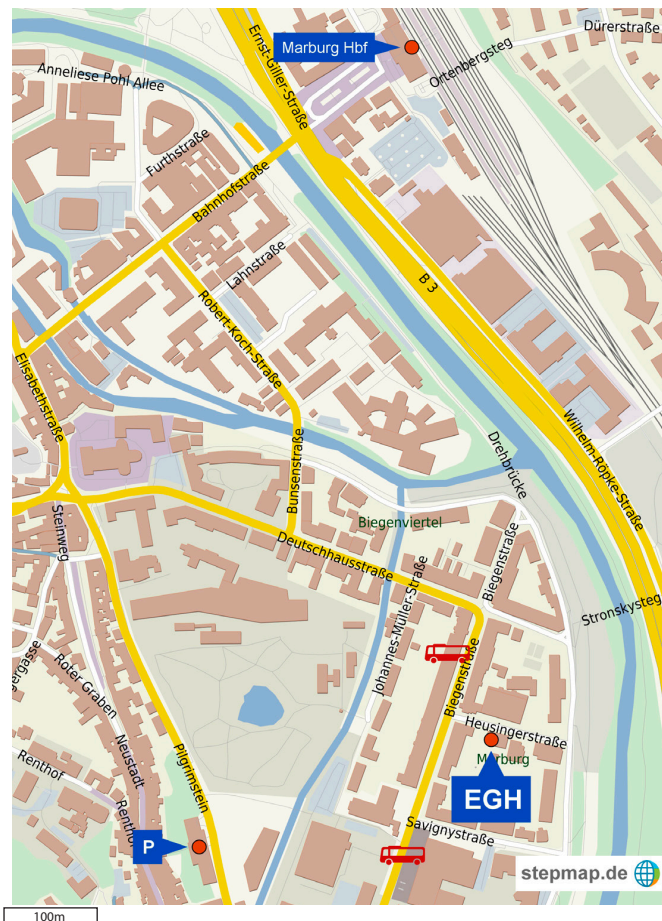 Marburg Hbf
Ernst-Giller-Straße
Dürerstraße
Ortenbergsteg
Anneliese Pohl Allee
Furthstraße
Bahnhofstraße
Lahnstraße
B 3
Robert-Koch-Straße
Elisabethstraße
Wilhelm-Röpke-Straße
Drehbrücke
Bunsenstraße
Steinweg
Biegenviertel
Deutschhausstraße
Biegenstraße
Johannes-Müller-Straße
Stronskysteg
Biegenstraße
Roter Graben
Heusingerstraße
Marburg
Neustadt
Pilgrimstein
Renthof
EGH
Savignystraße
P
stepmap.de
100m